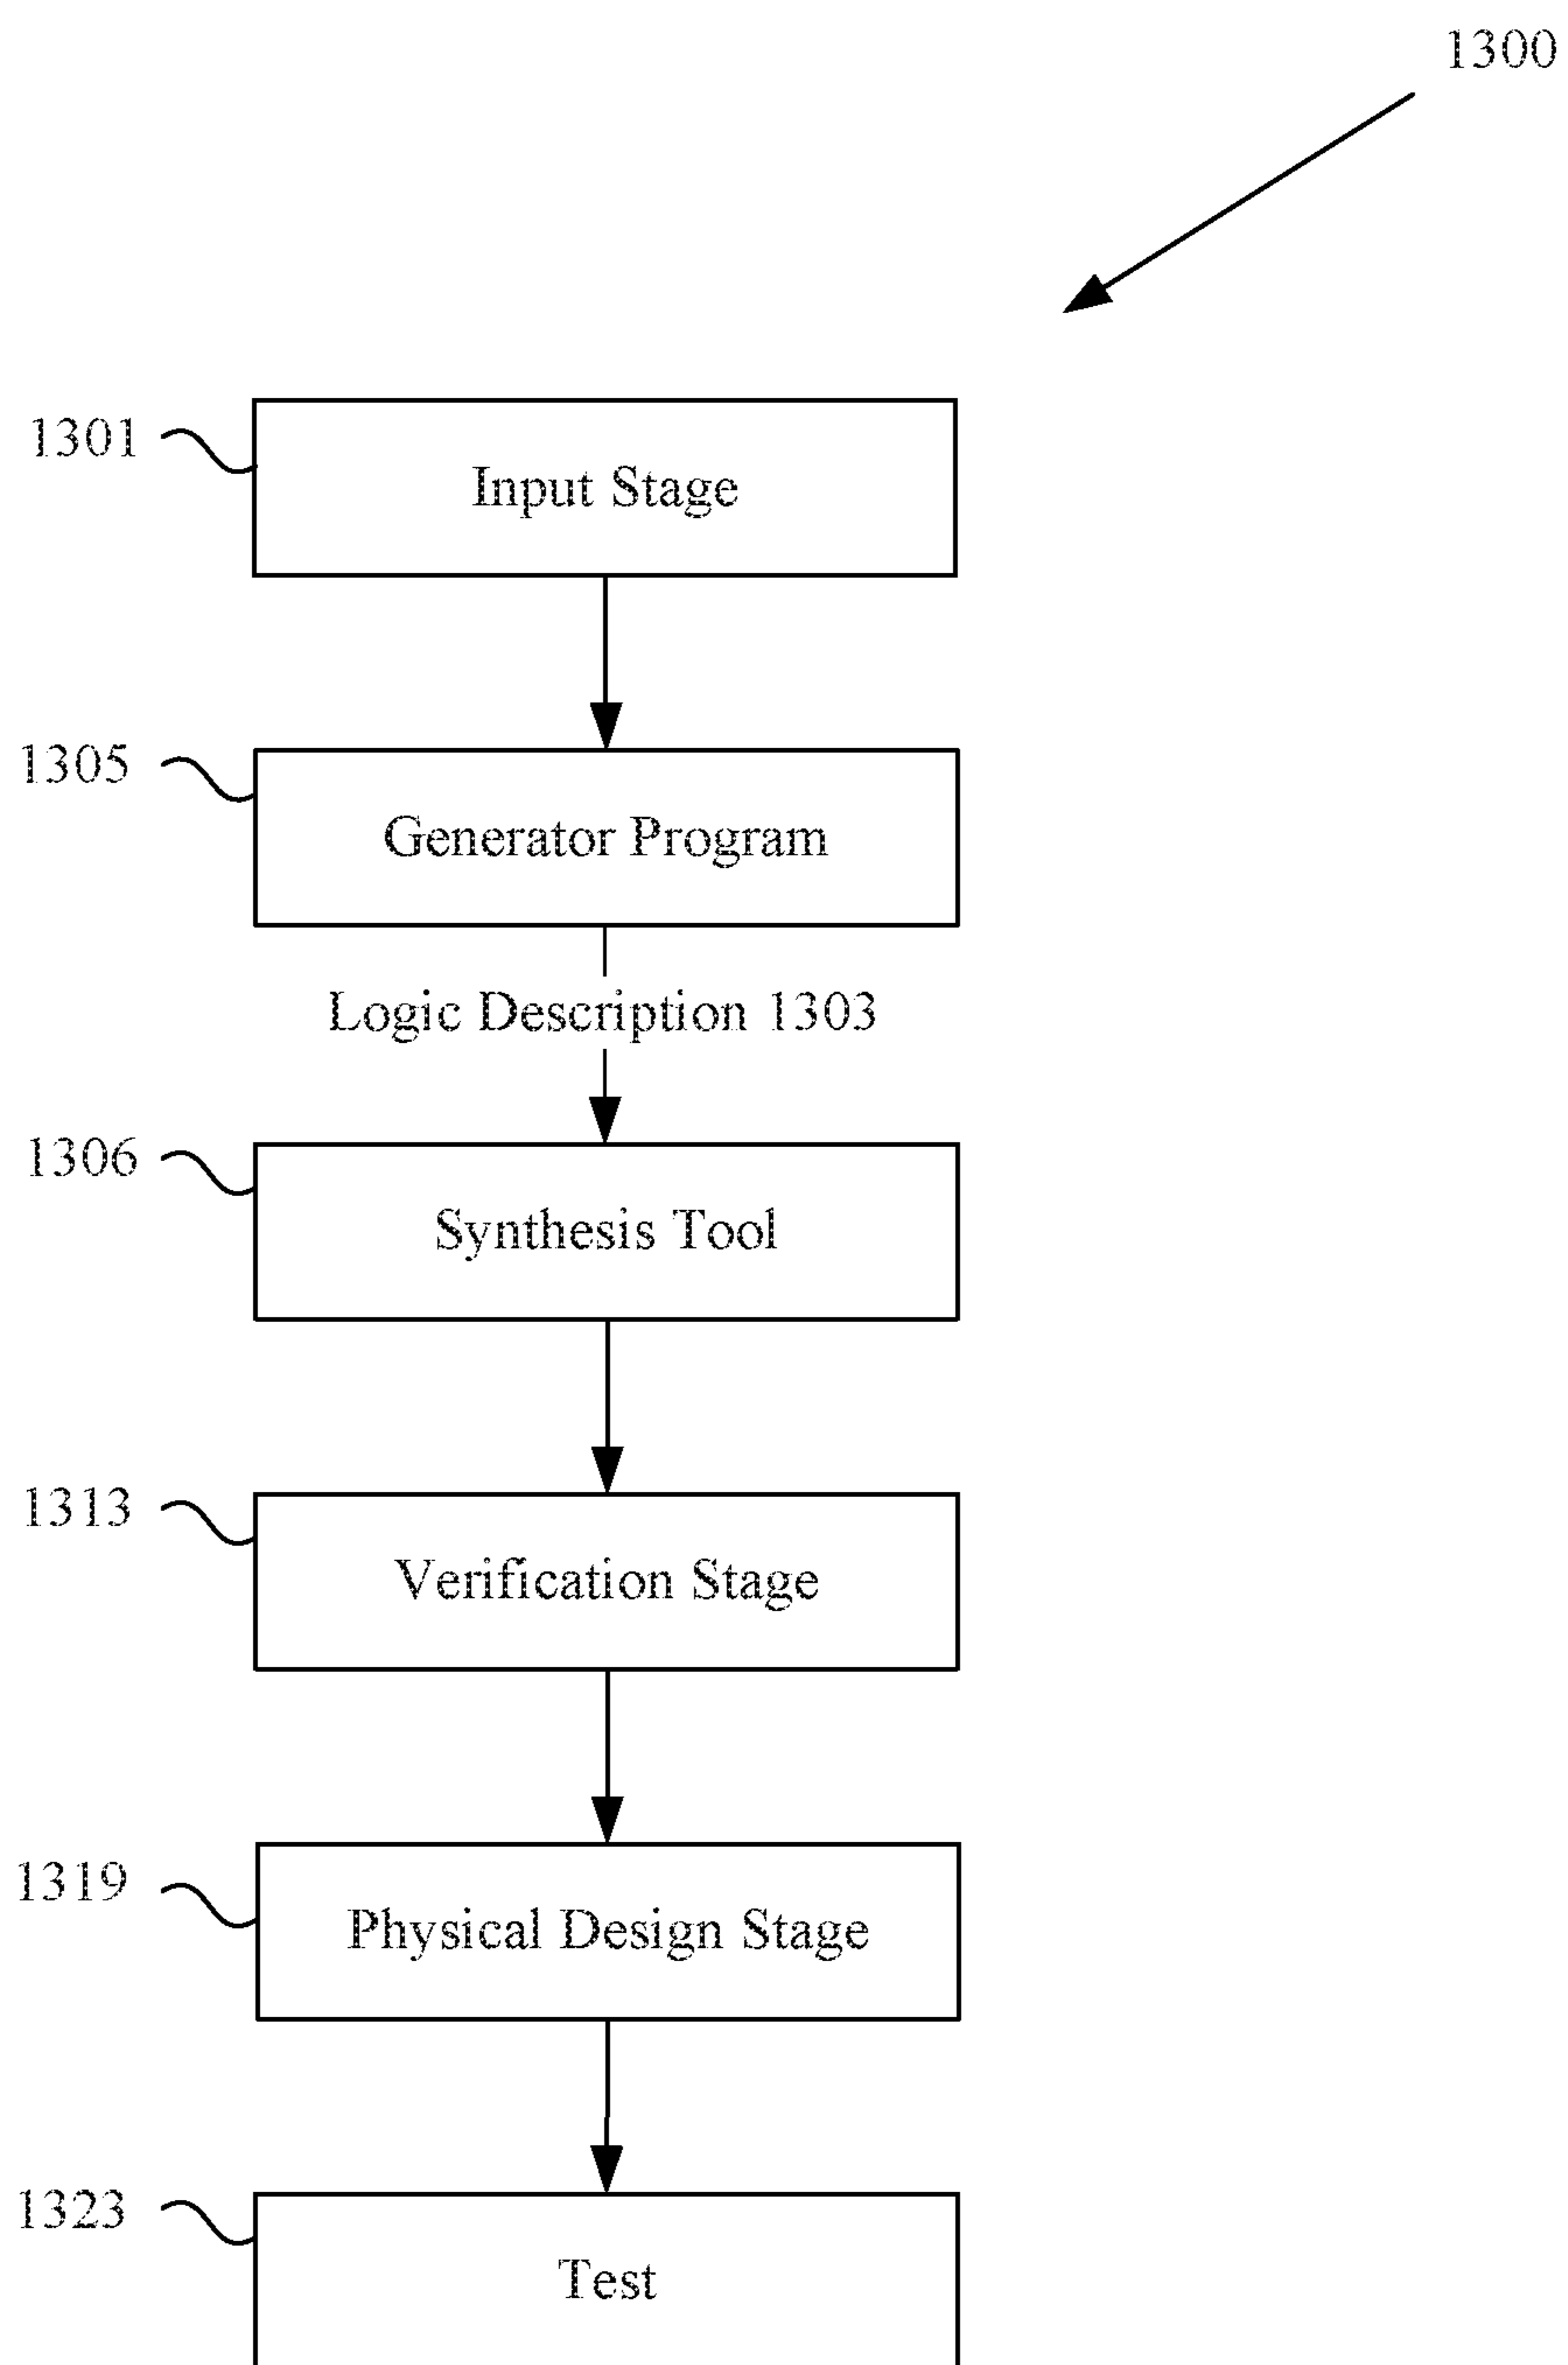 1300
1301
Input Stage
1305
Generator Program
Logic Description 1303
1306
Synthesis Tool
1313
Verification Stage
1319
Physical Design Stage
1323
Test